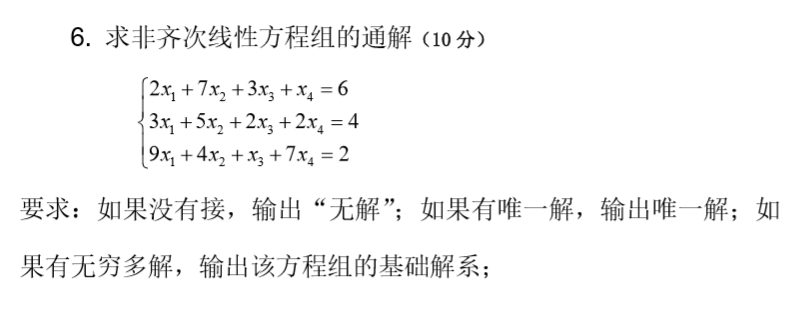 6. 求非齐次线性方程组的通解（10 分）
2x₁ + 7x₂ + 3x₃ + x₄ = 6
3x₁ + 5x₂ + 2x₃ + 2x₄ = 4
9x₁ + 4x₂ + x₃ + 7x₄ = 2
要求：如果没有接，输出“无解”；如果有唯一解，输出唯一解；如
果有无穷多解，输出该方程组的基础解系；